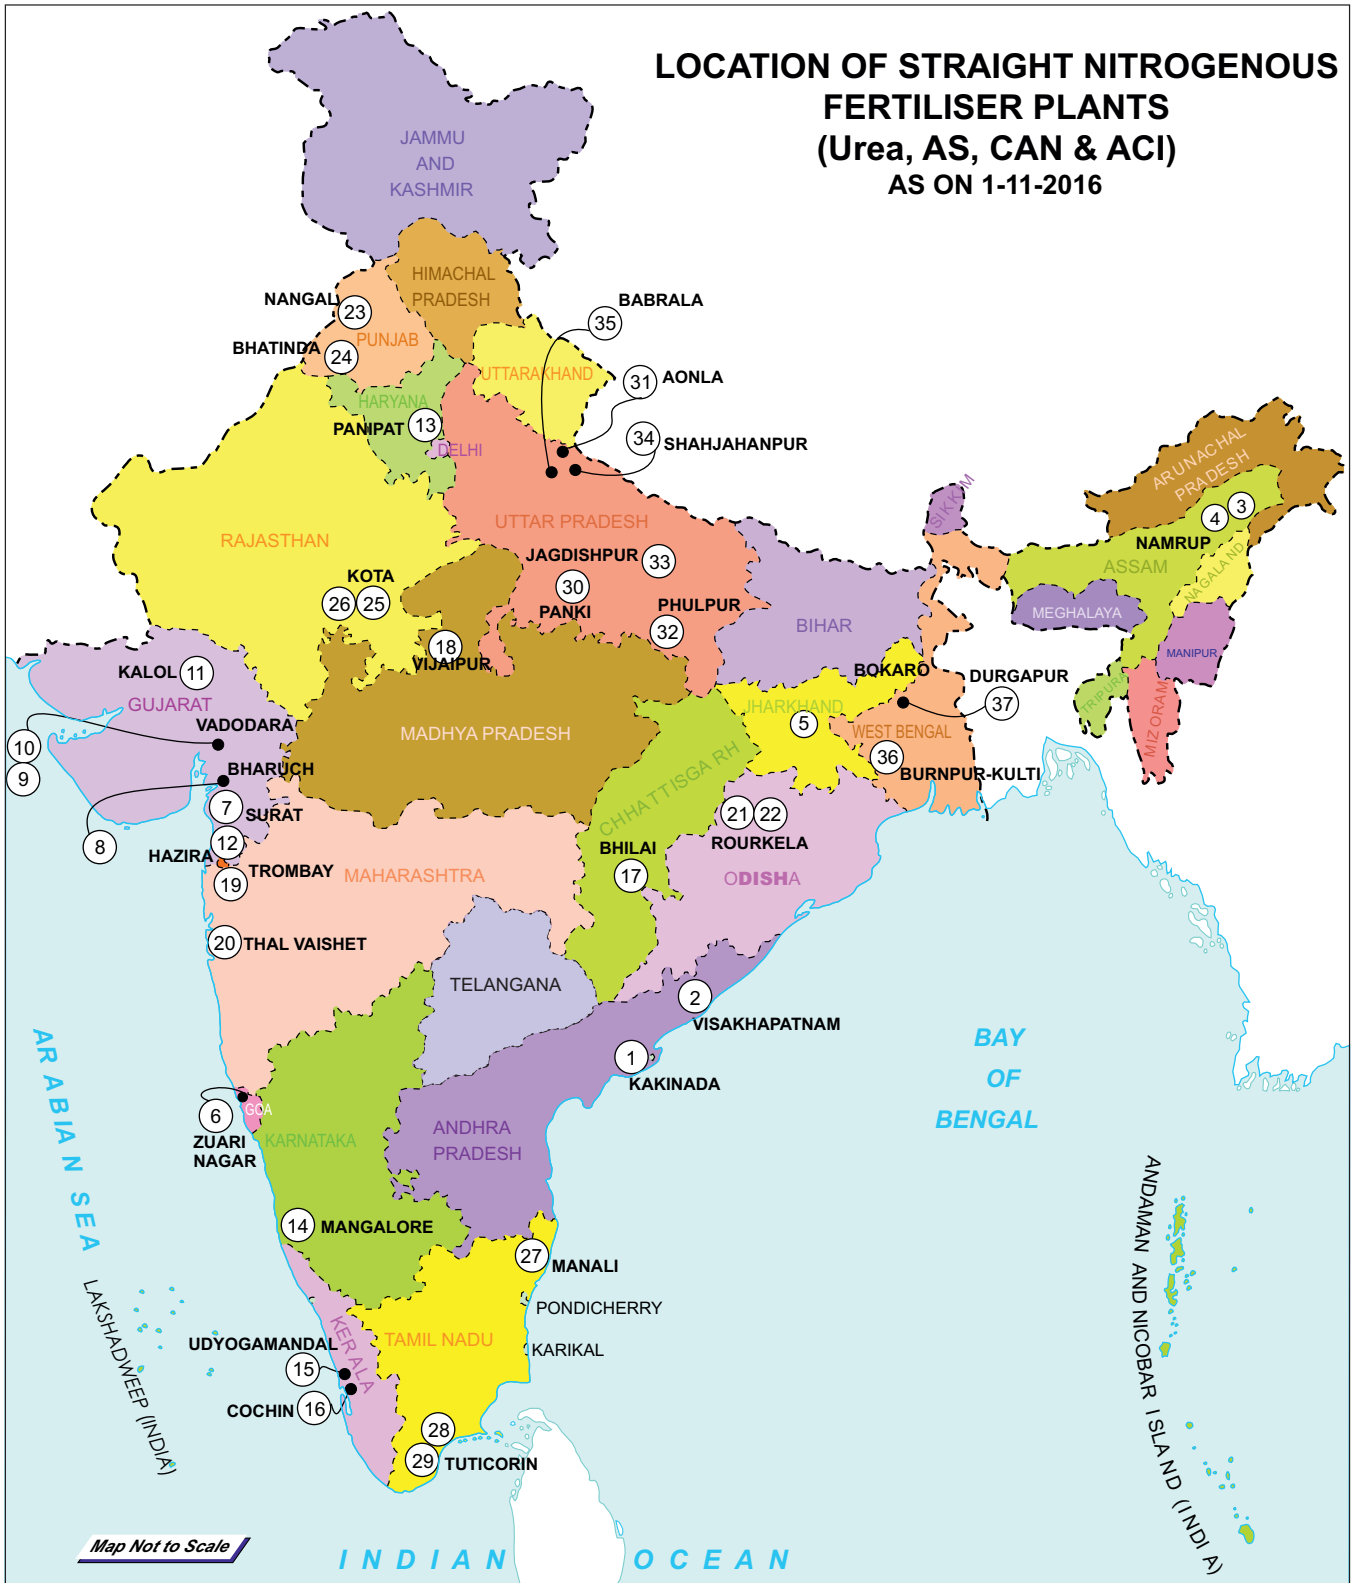 LOCATION OF STRAIGHT NITROGENOUS
FERTILISER PLANTS
(Urea, AS, CAN & ACI)
AS ON 1-11-2016
JAMMU
AND
KASHMIR
HIMACHAL
PRADESH
NANGAL
23
PUNJAB
BHATINDA
24
BABRALA
35
UTTARAKHAND
31
AONLA
HARYANA
PANIPAT
13
DELHI
34
SHAHJAHANPUR
ARUNACHAL
PRADESH
SIKKIM
4
3
NAMRUP
ASSAM
NAGALAND
MEGHALAYA
MANIPUR
TRIPURA
MIZORAM
RAJASTHAN
UTTAR PRADESH
JAGDISHPUR
33
KOTA
26
25
30
PANKI
PHULPUR
32
18
VIJAIPUR
BIHAR
BOKARO
DURGAPUR
37
KALOL
11
GUJARAT
VADODARA
10
9
BHARUCH
8
7
SURAT
12
HAZIRA
TROMBAY
19
MADHYA PRADESH
JHARKHAND
5
WEST BENGAL
36
BURNPUR-KULTI
CHHATTISGA RH
21
22
ROURKELA
BHILAI
17
ODISHA
MAHARASHTRA
20
THAL VAISHET
TELANGANA
2
VISAKHAPATNAM
1
KAKINADA
BAY
OF
BENGAL
ARABIAN SEA
GOA
6
ZUARI
NAGAR
KARNATAKA
ANDHRA
PRADESH
14
MANGALORE
27
MANALI
PONDICHERRY
KARIKAL
TAMIL NADU
KERALA
UDYOGAMANDAL
15
COCHIN
16
28
29
TUTICORIN
LAKSHADWEEP (INDIA)
ANDAMAN AND NICOBAR ISLAND (INDI A)
Map Not to Scale
INDIAN OCEAN